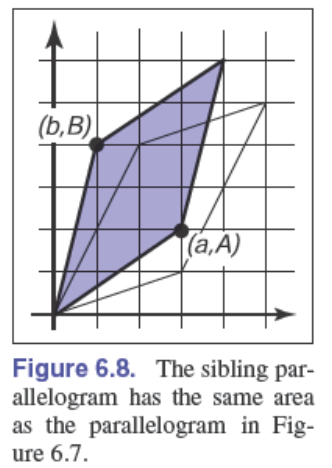 (b,B)
(a,A)
Figure 6.8. The sibling par-
allelogram has the same area
as the parallelogram in Fig-
ure 6.7.